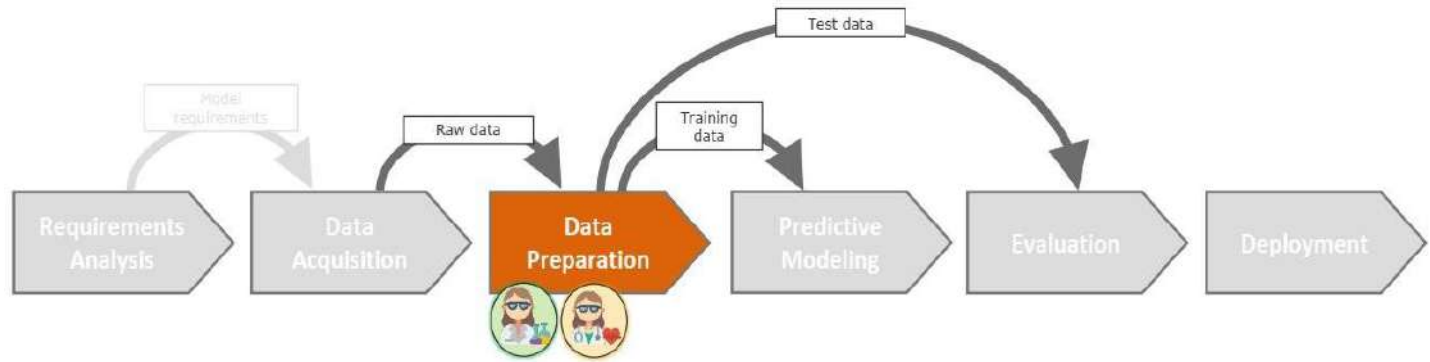 Test data
Model
requirements
Raw data
Training
data
Requirements
Analysis
Data
Acquisition
Data
Preparation
Predictive
Modeling
Evaluation
Deployment